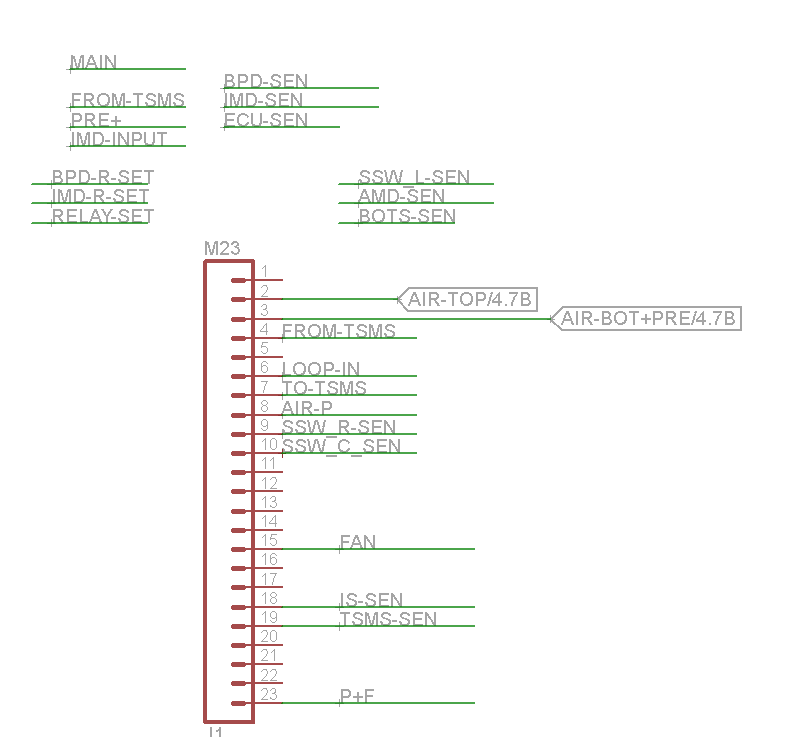 MAIN
BPD-SEN
FROM-TSMS IMD-SEN
PRE+ ECU-SEN
IMD-INPUT
BPD-R-SET SSW_L-SEN
IMD-R-SET AMD-SEN
RELAY-SET BOTS-SEN
M23
1
2 AIR-TOP/4.7B
3 AIR-BOT+PRE/4.7B
4 FROM-TSMS
5
6 LOOP-IN
7 TO-TSMS
8 AIR-P
9 SSW_R-SEN
10 SSW_C_SEN
11
12
13
14
15 FAN
16
17
18 IS-SEN
19 TSMS-SEN
20
21
22
23 P+F